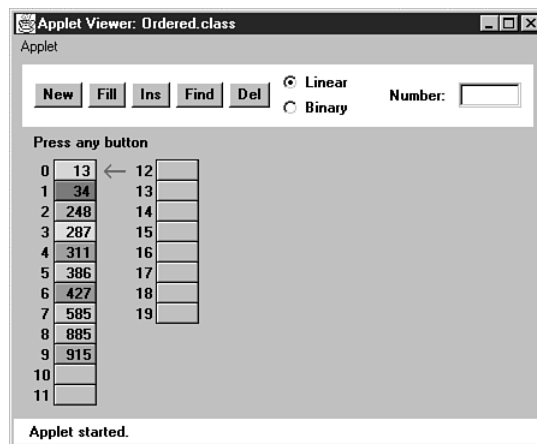 Applet Viewer: Ordered.class
Applet
New Fill Ins Find Del Linear Binary Number:
Press any button
0 13 12
1 34 13
2 248 14
3 287 15
4 311 16
5 386 17
6 427 18
7 585 19
8 885
9 915
10
11
Applet started.